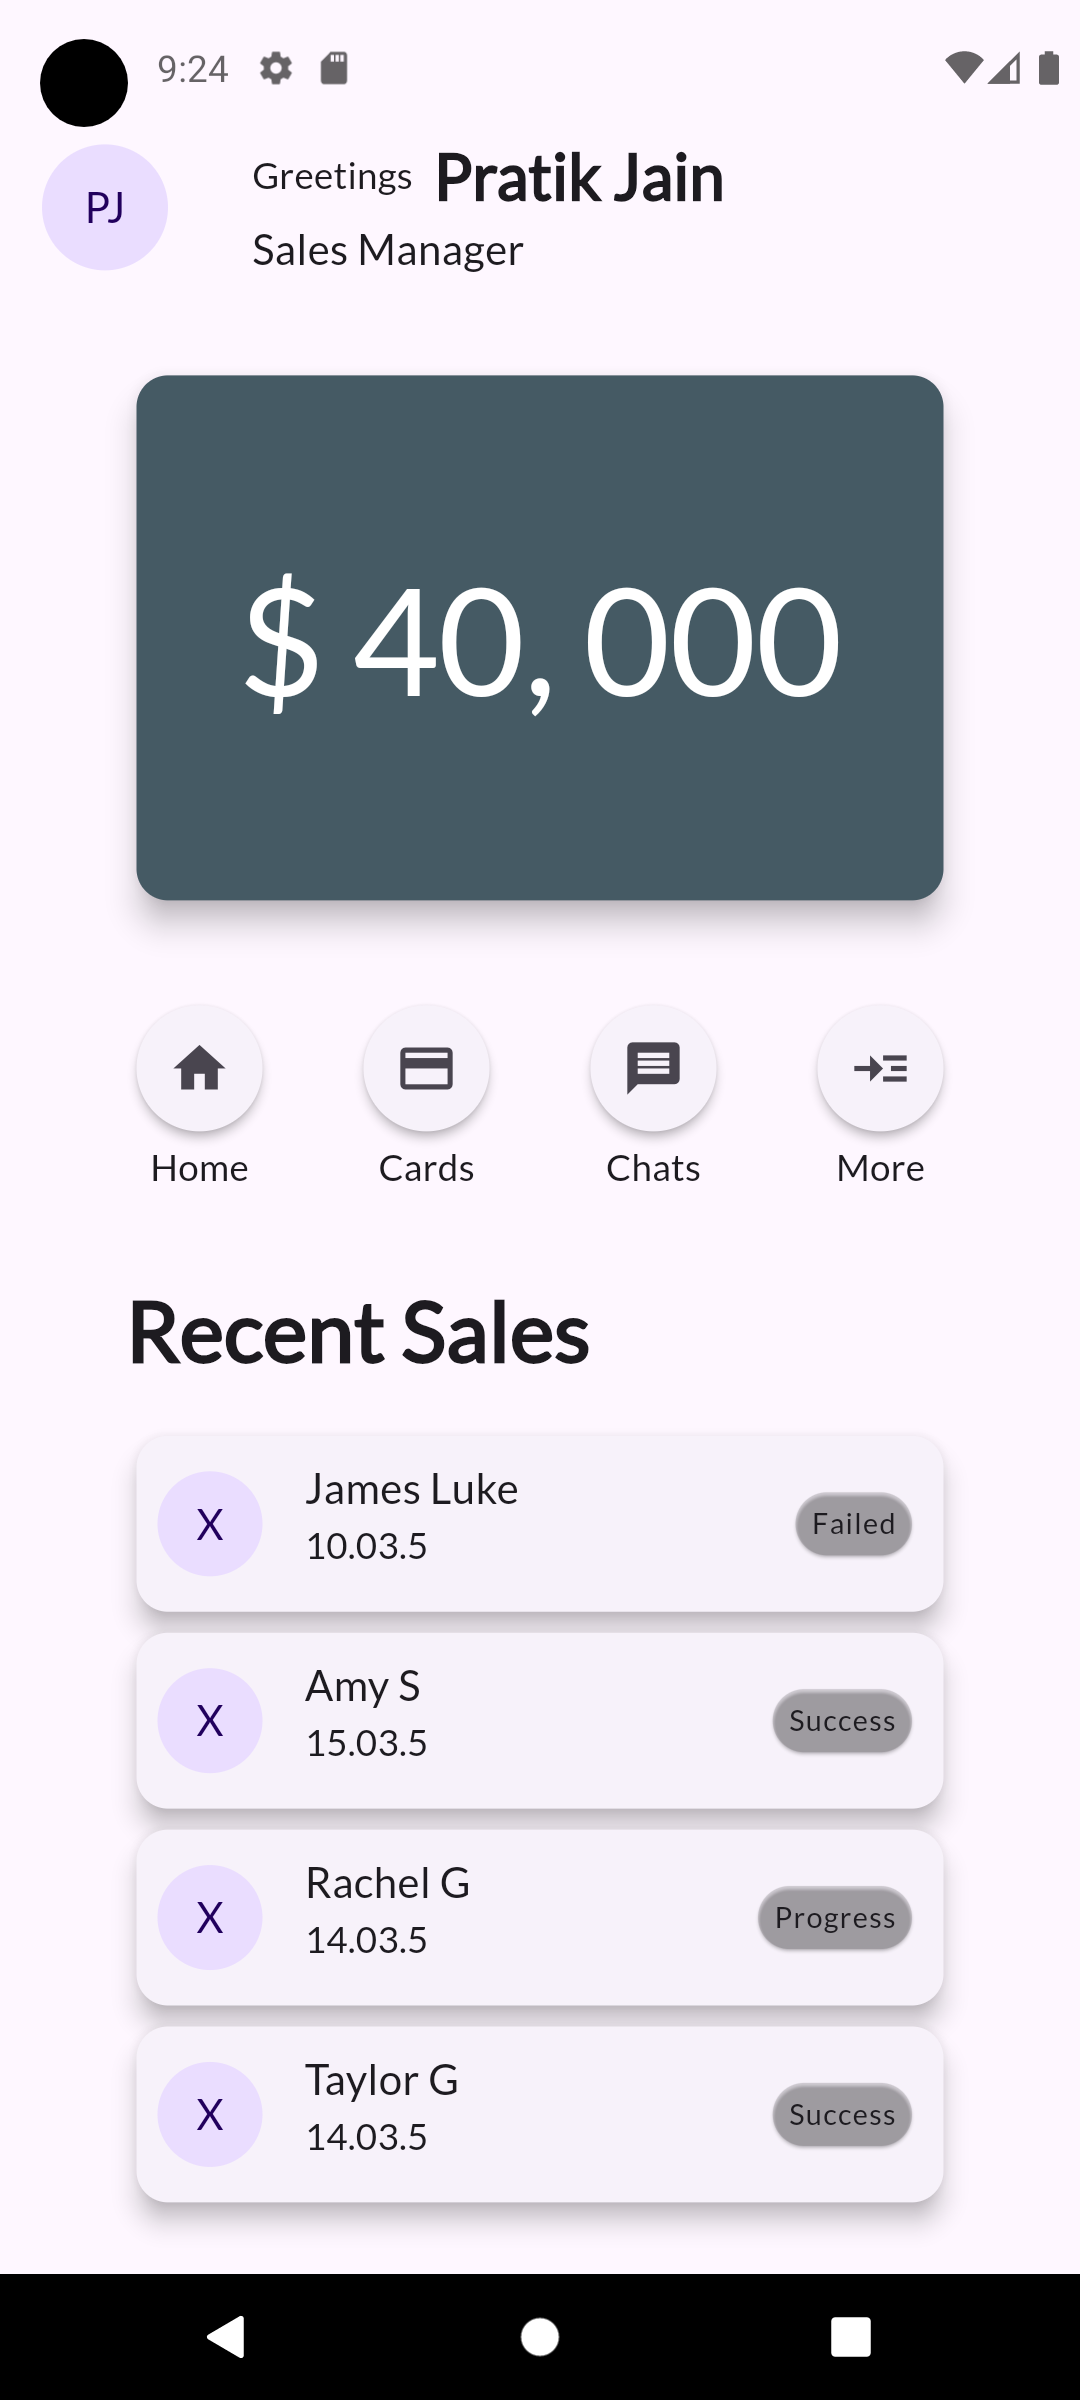 9:24
PJ
Greetings Pratik Jain
Sales Manager
$ 40, 000
Home Cards Chats More
Recent Sales
X
James Luke
10.03.5
Failed
X
Amy S
15.03.5
Success
X
Rachel G
14.03.5
Progress
X
Taylor G
14.03.5
Success